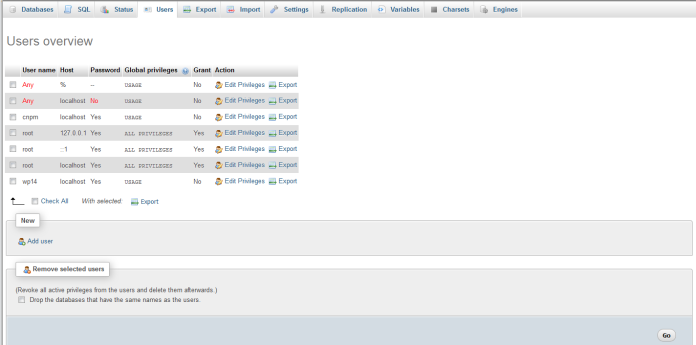 Databases SQL Status Users Export Import Settings Replication Variables Charsets Engines
Users overview
User name Host Password Global privileges Grant Action
Any % -- USAGE No Edit Privileges Export
Any localhost No USAGE No Edit Privileges Export
cnpm localhost Yes USAGE No Edit Privileges Export
root 127.0.0.1 Yes ALL PRIVILEGES Yes Edit Privileges Export
root ::1 Yes ALL PRIVILEGES Yes Edit Privileges Export
root localhost Yes ALL PRIVILEGES Yes Edit Privileges Export
wp14 localhost Yes USAGE No Edit Privileges Export
Check All With selected: Export
New
Add user
Remove selected users
(Revoke all active privileges from the users and delete them afterwards.)
Drop the databases that have the same names as the users.
Go